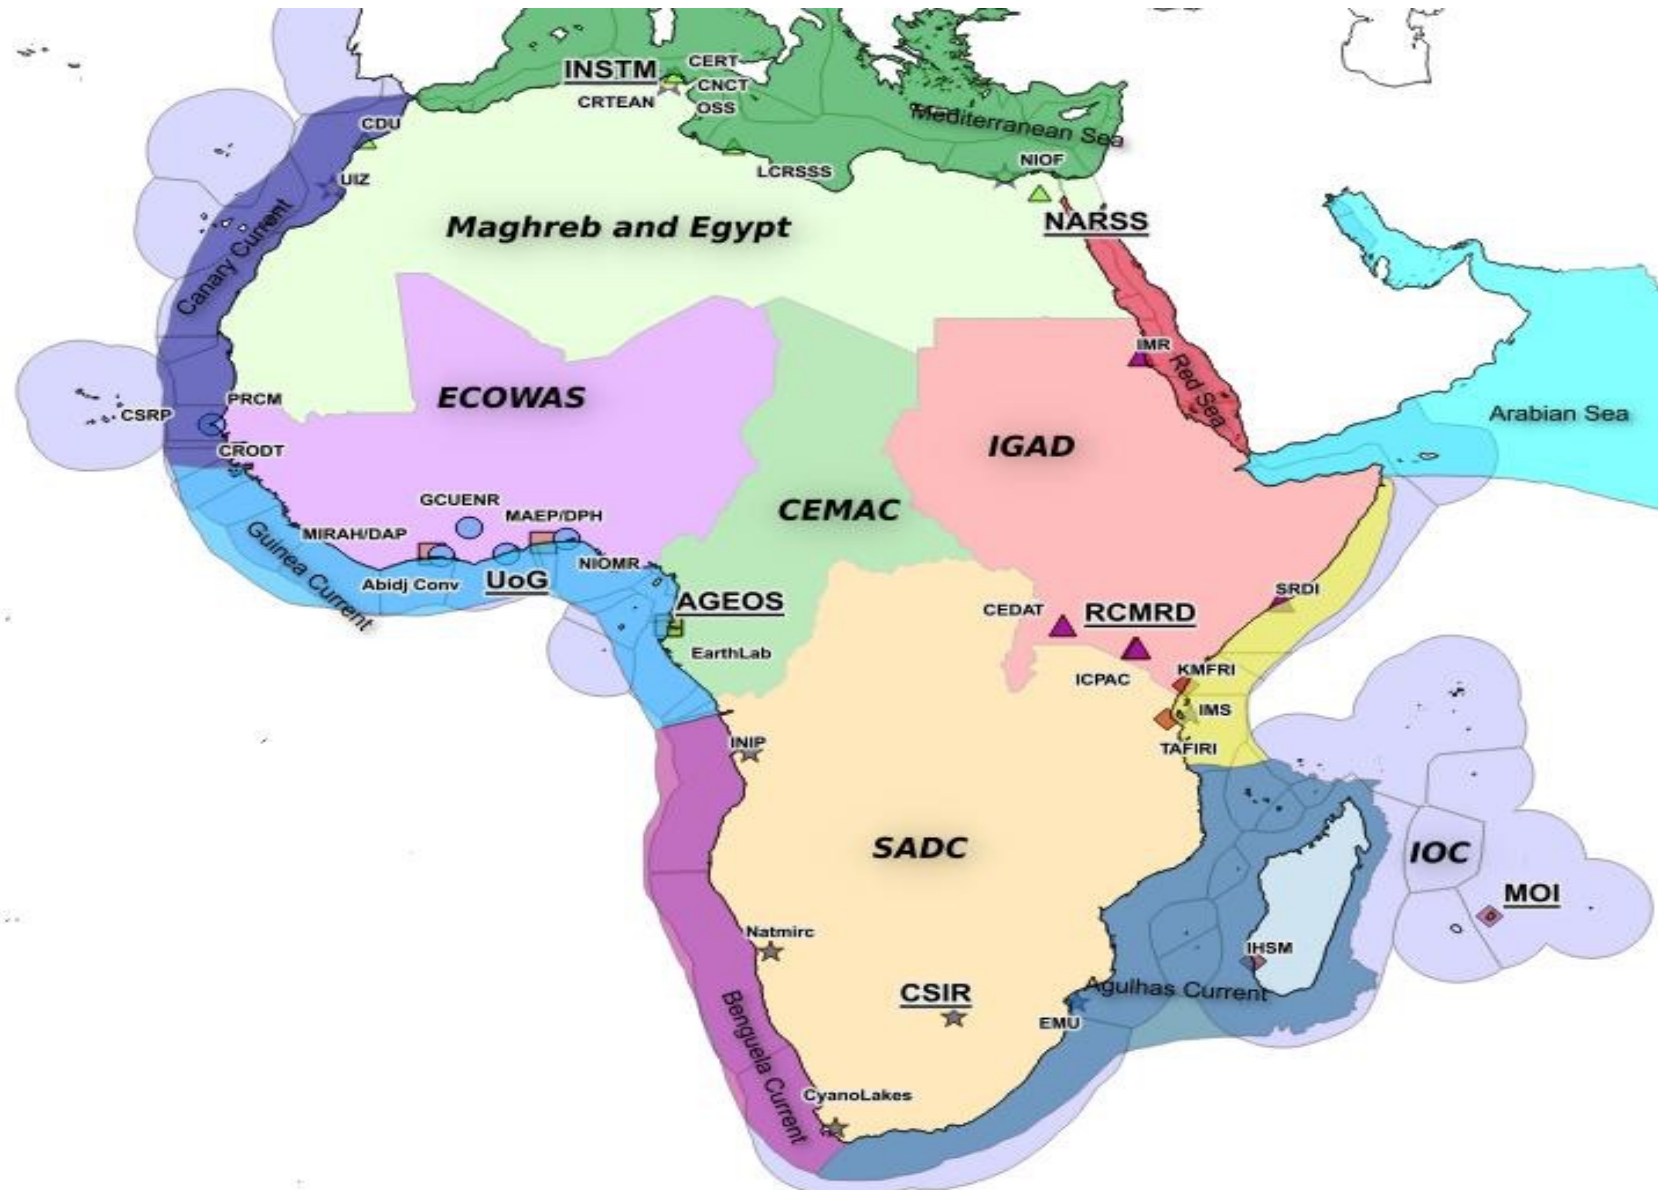 INSTM
CERT
CNCT
CRTEAN
OSS
Mediterranean Sea
CDU
NIOF
LCRSSS
UIZ
NARSS
Maghreb and Egypt
Canary Current
IMR
Red Sea
PRCM
CSRP
ECOWAS
Arabian Sea
CRODT
IGAD
GCUENR
MAEP/DPH
CEMAC
MIRAH/DAP
Guinea Current
NIOMR
Abidj Conv
UoG
SRDI
AGEOS
CEDAT
RCMRD
EarthLab
KMFRI
ICPAC
IMS
INIP
TAFIRI
SADC
IOC
MOI
Natmirc
IHSM
CSIR
Agulhas Current
EMU
Benguela Current
CyanoLakes